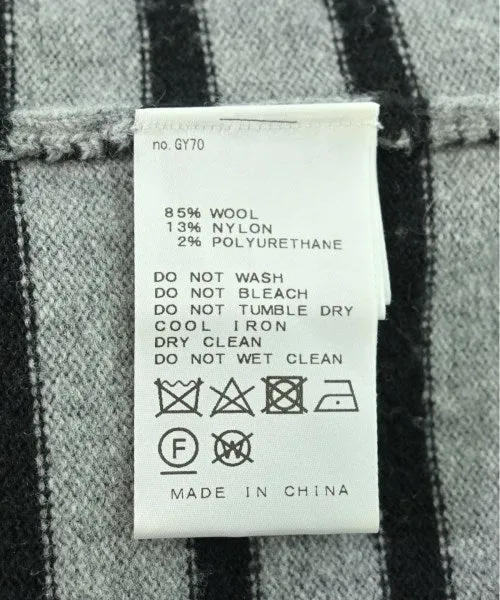 no. GY70
85% WOOL
13% NYLON
2% POLYURETHANE
DO NOT WASH
DO NOT BLEACH
DO NOT TUMBLE DRY
COOL IRON
DRY CLEAN
DO NOT WET CLEAN
F W
MADE IN CHINA